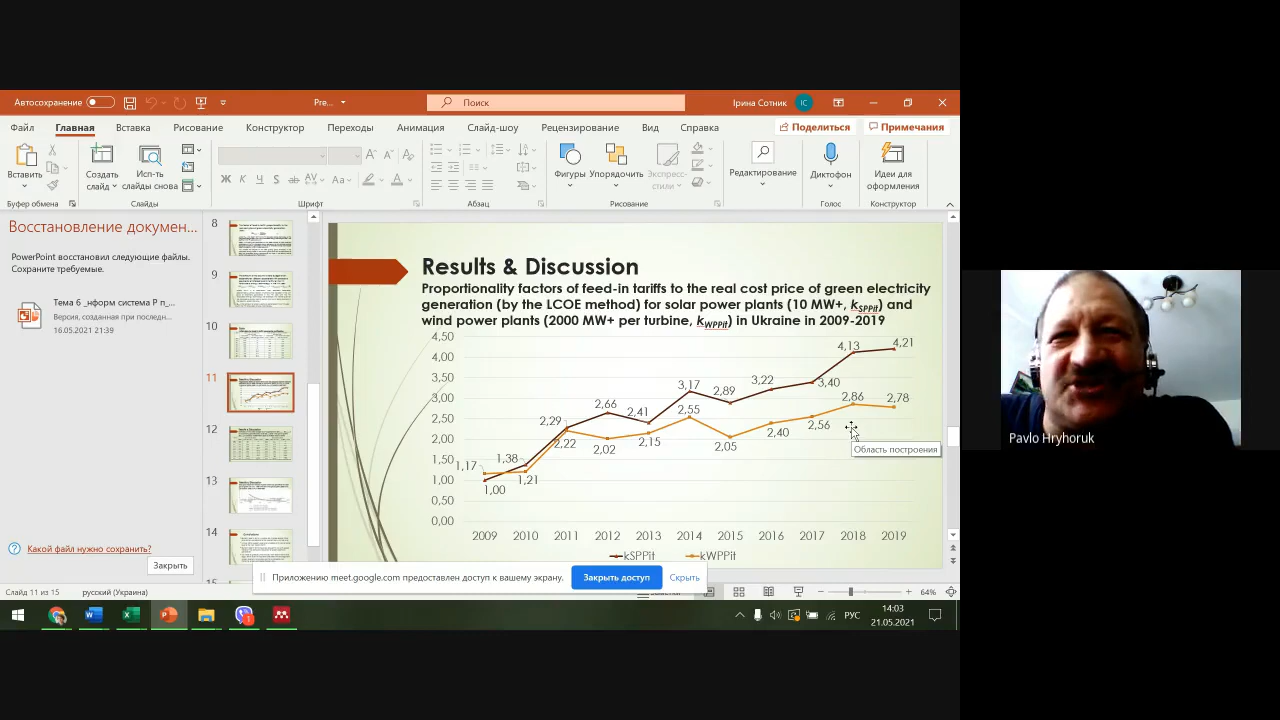 Автосохранение
Pre...
Поиск
Ірина Сотник
IC
Файл Главная Вставка Рисование Конструктор Переходы Анимация Слайд-шоу Рецензирование Вид Справка
Поделиться Примечания
Вставить
Создать слайд
Исп-ть слайды снова
Ж К Ч S ab AV Aa
Фигуры Упорядочить Экспресс-стили
Редактирование
Диктофон
Идеи для оформления
Буфер обмена Слайды Шрифт Абзац Рисование Голос Конструктор
Восстановление докумен...
PowerPoint восстановил следующие файлы.
Сохраните требуемые.
Тема 6 _нформ система Р п_...
Версия, созданная при последн...
16.05.2021 21:39
Какой файл нужно сохранить?
Закрыть
8
9
10
11
12
13
14
Results & Discussion
Proportionality factors of feed-in tariffs to the real cost price of green electricity
generation (by the LCOE method) for solar power plants (10 MW+, kSPPit) and
wind power plants (2000 MW+ per turbine, kWPPit) in Ukraine in 2009-2019
4,50
4,00
3,50
3,00
2,50
2,00
1,50
1,00
0,50
0,00
1,00 1,38 2,29 2,66 2,41 3,17 2,89 3,22 3,40 4,13 4,21
1,17 1,21 2,22 2,02 2,15 2,55 2,05 2,40 2,56 2,86 2,78
Область построения
2009 2010 2011 2012 2013 2014 2015 2016 2017 2018 2019
kSPPit kWPPit
Приложению meet.google.com предоставлен доступ к вашему экрану.
Закрыть доступ
Скрыть
Слайд 11 из 15
русский (Украина)
64%
РУС
14:03
21.05.2021
Pavlo Hryhoruk